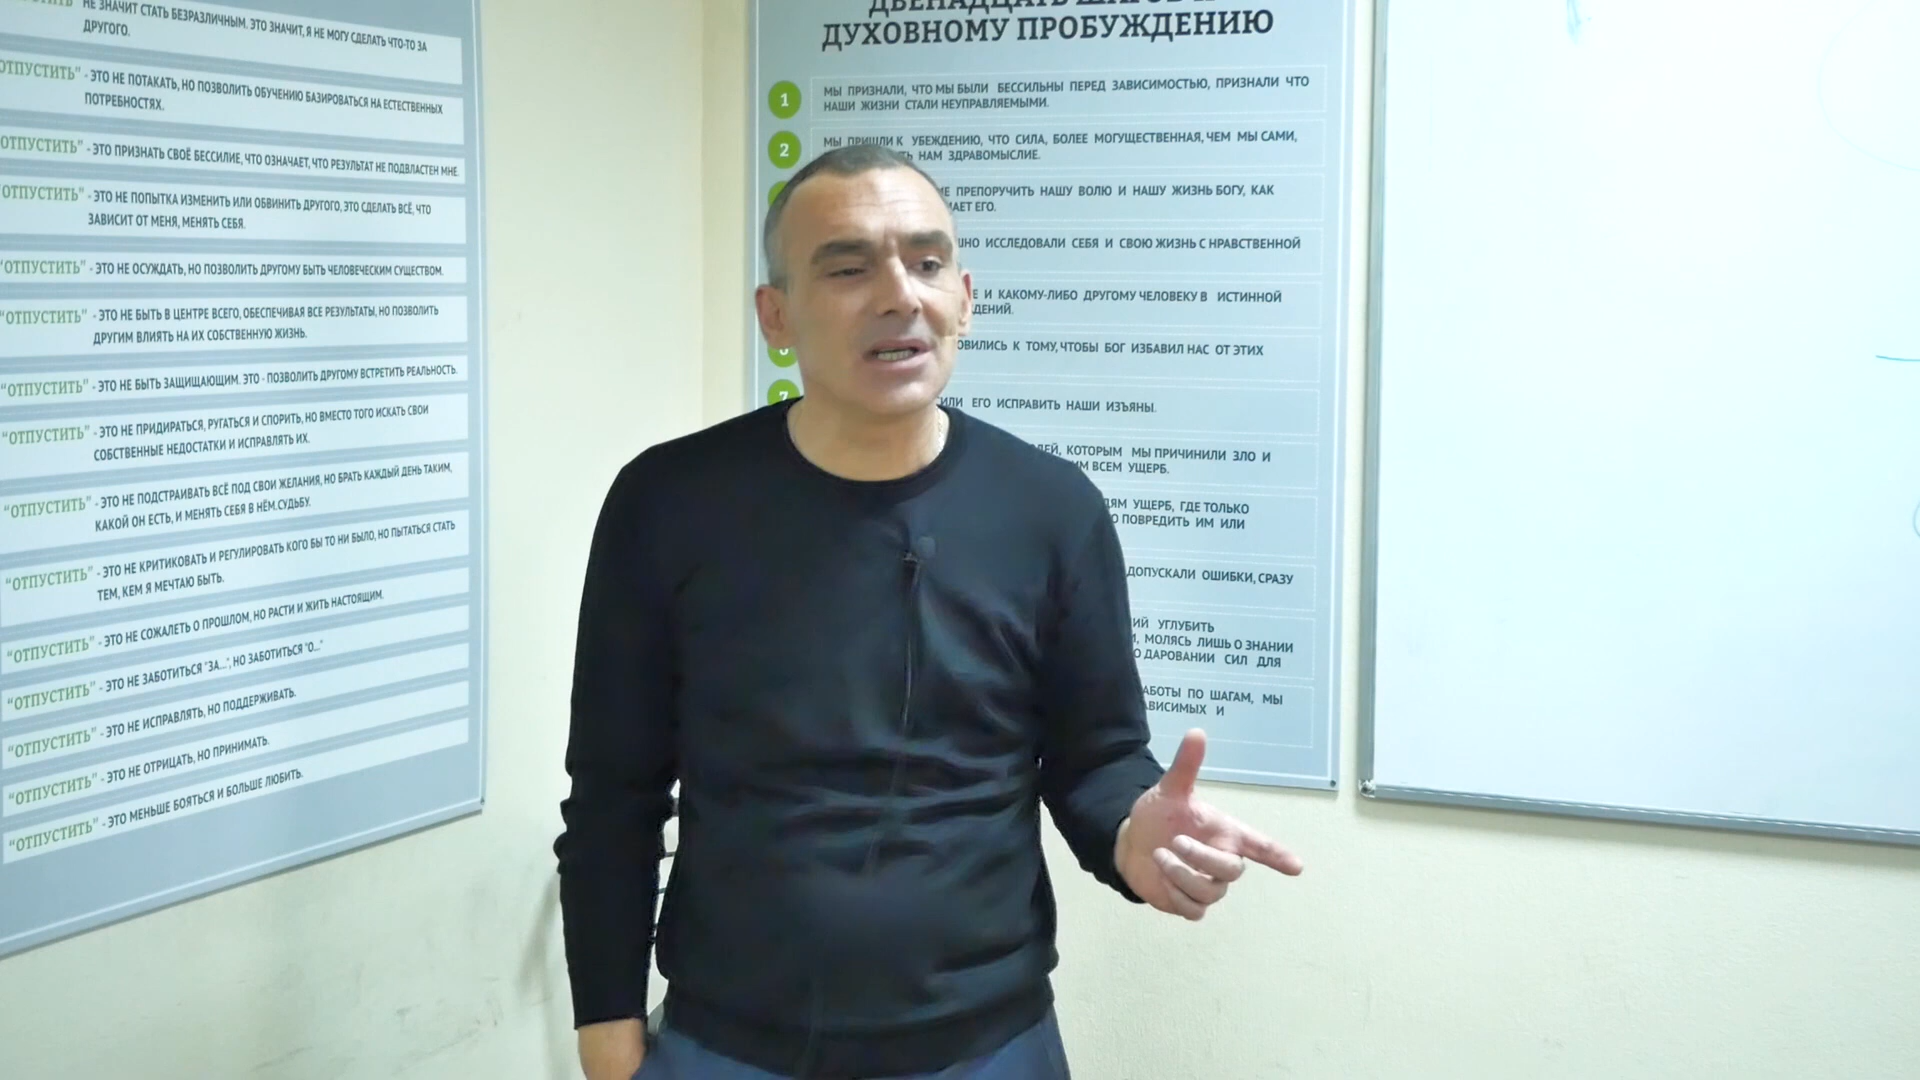 НЕ ЗНАЧИТ СТАТЬ БЕЗРАЗЛИЧНЫМ. ЭТО ЗНАЧИТ, Я НЕ МОГУ СДЕЛАТЬ ЧТО-ТО ЗА
ДРУГОГО.
ОТПУСТИТЬ" - ЭТО НЕ ПОТАКАТЬ, НО ПОЗВОЛИТЬ ОБУЧЕНИЮ БАЗИРОВАТЬСЯ НА ЕСТЕСТВЕННЫХ
ПОТРЕБНОСТЯХ.
ОТПУСТИТЬ" - ЭТО ПРИЗНАТЬ СВОЁ БЕССИЛИЕ, ЧТО ОЗНАЧАЕТ, ЧТО РЕЗУЛЬТАТ НЕ ПОДВЛАСТЕН МНЕ.
ОТПУСТИТЬ" - ЭТО НЕ ПОПЫТКА ИЗМЕНИТЬ ИЛИ ОБВИНИТЬ ДРУГОГО, ЭТО СДЕЛАТЬ ВСЁ, ЧТО
ЗАВИСИТ ОТ МЕНЯ, МЕНЯТЬ СЕБЯ.
"ОТПУСТИТЬ" - ЭТО НЕ ОСУЖДАТЬ, НО ПОЗВОЛИТЬ ДРУГОМУ БЫТЬ ЧЕЛОВЕЧЕСКИМ СУЩЕСТВОМ.
"ОТПУСТИТЬ" - ЭТО НЕ БЫТЬ В ЦЕНТРЕ ВСЕГО, ОБЕСПЕЧИВАЯ ВСЕ РЕЗУЛЬТАТЫ, НО ПОЗВОЛИТЬ
ДРУГИМ ВЛИЯТЬ НА ИХ СОБСТВЕННУЮ ЖИЗНЬ.
"ОТПУСТИТЬ" - ЭТО НЕ БЫТЬ ЗАЩИЩАЮЩИМ. ЭТО - ПОЗВОЛИТЬ ДРУГОМУ ВСТРЕТИТЬ РЕАЛЬНОСТЬ.
"ОТПУСТИТЬ" - ЭТО НЕ ПРИДИРАТЬСЯ, РУГАТЬСЯ И СПОРИТЬ, НО ВМЕСТО ТОГО ИСКАТЬ СВОИ
СОБСТВЕННЫЕ НЕДОСТАТКИ И ИСПРАВЛЯТЬ ИХ.
"ОТПУСТИТЬ" - ЭТО НЕ ПОДСТРАИВАТЬ ВСЁ ПОД СВОИ ЖЕЛАНИЯ, НО БРАТЬ КАЖДЫЙ ДЕНЬ ТАКИМ,
КАКОЙ ОН ЕСТЬ, И МЕНЯТЬ СЕБЯ В НЁМ.СУДЬБУ.
"ОТПУСТИТЬ" - ЭТО НЕ КРИТИКОВАТЬ И РЕГУЛИРОВАТЬ КОГО БЫ ТО НИ БЫЛО, НО ПЫТАТЬСЯ СТАТЬ
ТЕМ, КЕМ Я МЕЧТАЮ БЫТЬ.
"ОТПУСТИТЬ" - ЭТО НЕ СОЖАЛЕТЬ О ПРОШЛОМ, НО РАСТИ И ЖИТЬ НАСТОЯЩИМ.
"ОТПУСТИТЬ" - ЭТО НЕ ЗАБОТИТЬСЯ "ЗА...", НО ЗАБОТИТЬСЯ "О..."
"ОТПУСТИТЬ" - ЭТО НЕ ИСПРАВЛЯТЬ, НО ПОДДЕРЖИВАТЬ.
"ОТПУСТИТЬ" - ЭТО НЕ ОТРИЦАТЬ, НО ПРИНИМАТЬ.
"ОТПУСТИТЬ" - ЭТО МЕНЬШЕ БОЯТЬСЯ И БОЛЬШЕ ЛЮБИТЬ.
ДВЕНАДЦАТЬ ШАГОВ К
ДУХОВНОМУ ПРОБУЖДЕНИЮ
1 МЫ ПРИЗНАЛИ, ЧТО МЫ БЫЛИ БЕССИЛЬНЫ ПЕРЕД ЗАВИСИМОСТЬЮ, ПРИЗНАЛИ ЧТО
НАШИ ЖИЗНИ СТАЛИ НЕУПРАВЛЯЕМЫМИ.
2 МЫ ПРИШЛИ К УБЕЖДЕНИЮ, ЧТО СИЛА, БОЛЕЕ МОГУЩЕСТВЕННАЯ, ЧЕМ МЫ САМИ,
НАМ ЗДРАВОМЫСЛИЕ.
ПРЕПОРУЧИТЬ НАШУ ВОЛЮ И НАШУ ЖИЗНЬ БОГУ, КАК
ЕГО.
ИССЛЕДОВАЛИ СЕБЯ И СВОЮ ЖИЗНЬ С НРАВСТВЕННОЙ
И КАКОМУ-ЛИБО ДРУГОМУ ЧЕЛОВЕКУ В ИСТИННОЙ
К ТОМУ, ЧТОБЫ БОГ ИЗБАВИЛ НАС ОТ ЭТИХ
7 ЕГО ИСПРАВИТЬ НАШИ ИЗЪЯНЫ.
КОТОРЫМ МЫ ПРИЧИНИЛИ ЗЛО И
ВСЕМ УЩЕРБ.
УЩЕРБ, ГДЕ ТОЛЬКО
ПОВРЕДИТЬ ИМ ИЛИ
ДОПУСКАЛИ ОШИБКИ, СРАЗУ
УГЛУБИТЬ
МОЛЯСЬ ЛИШЬ О ЗНАНИИ
О ДАРОВАНИИ СИЛ ДЛЯ
ПО ШАГАМ, МЫ
И